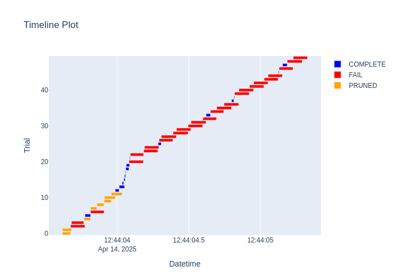 Timeline Plot
COMPLETE
FAIL
PRUNED
40
30
20
10
0
Trial
12:44:04
Apr 14, 2025
12:44:04.5
12:44:05
Datetime